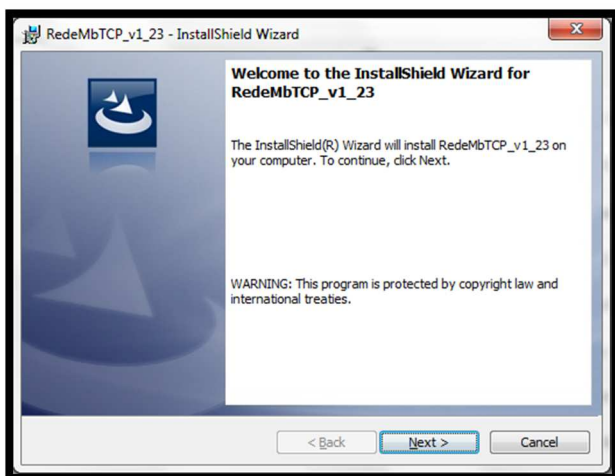 RedeMbTCP_v1_23 - InstallShield Wizard
Welcome to the InstallShield Wizard for
RedeMbTCP_v1_23
The InstallShield(R) Wizard will install RedeMbTCP_v1_23 on
your computer. To continue, click Next.
WARNING: This program is protected by copyright law and
international treaties.
< Back Next > Cancel